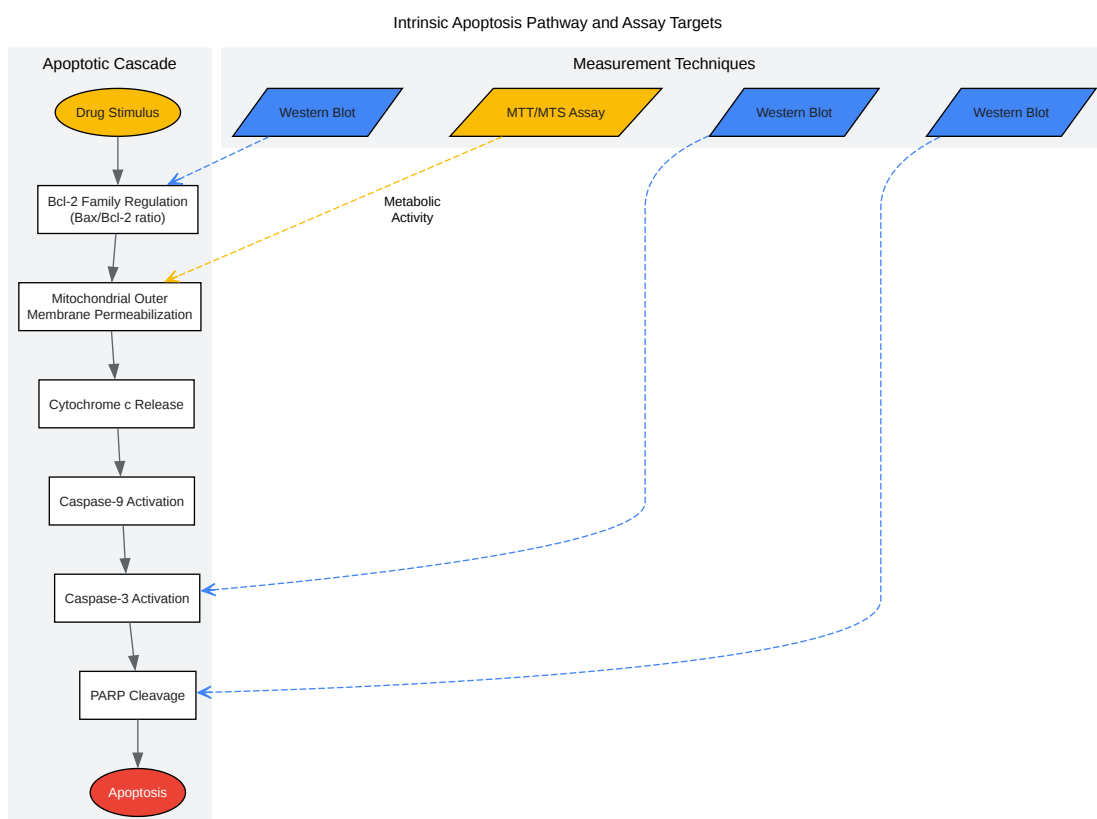 Intrinsic Apoptosis Pathway and Assay Targets
Apoptotic Cascade
Measurement Techniques
Drug Stimulus
Western Blot
MTT/MTS Assay
Western Blot
Western Blot
Bcl-2 Family Regulation
(Bax/Bcl-2 ratio)
Metabolic
Activity
Mitochondrial Outer
Membrane Permeabilization
Cytochrome c Release
Caspase-9 Activation
Caspase-3 Activation
PARP Cleavage
Apoptosis